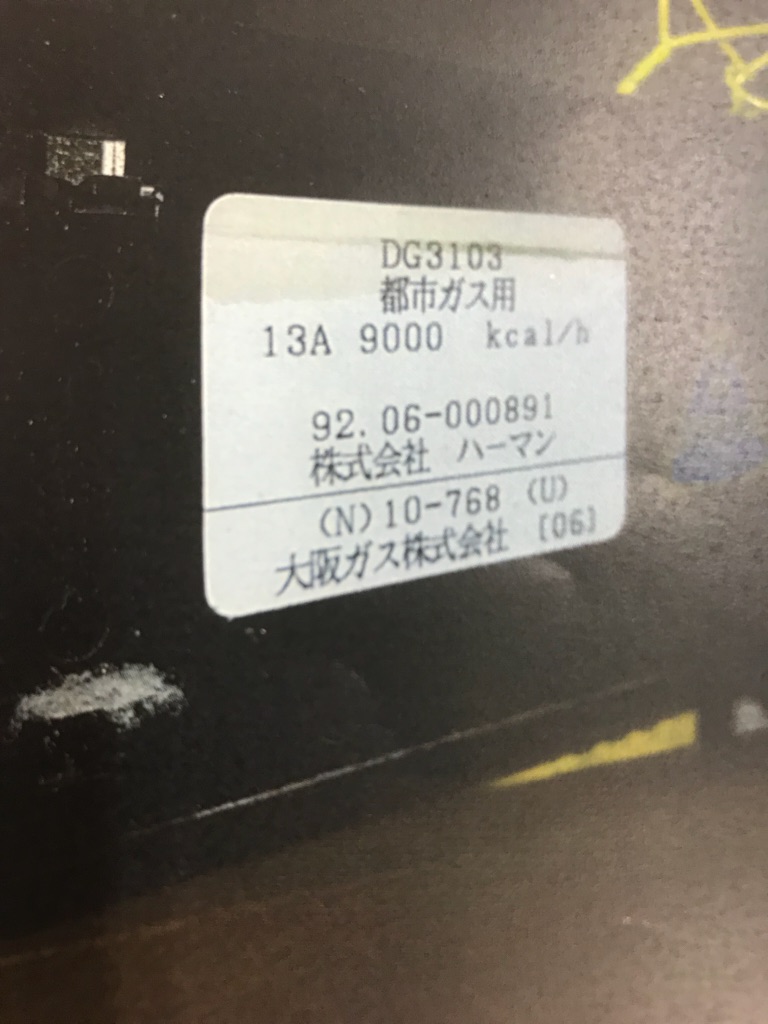 DG3103
都市ガス用
13A 9000 kcal/h
92.06-000891
株式会社 ハーマン
(N)10-768 (U)
大阪ガス株式会社 [06]